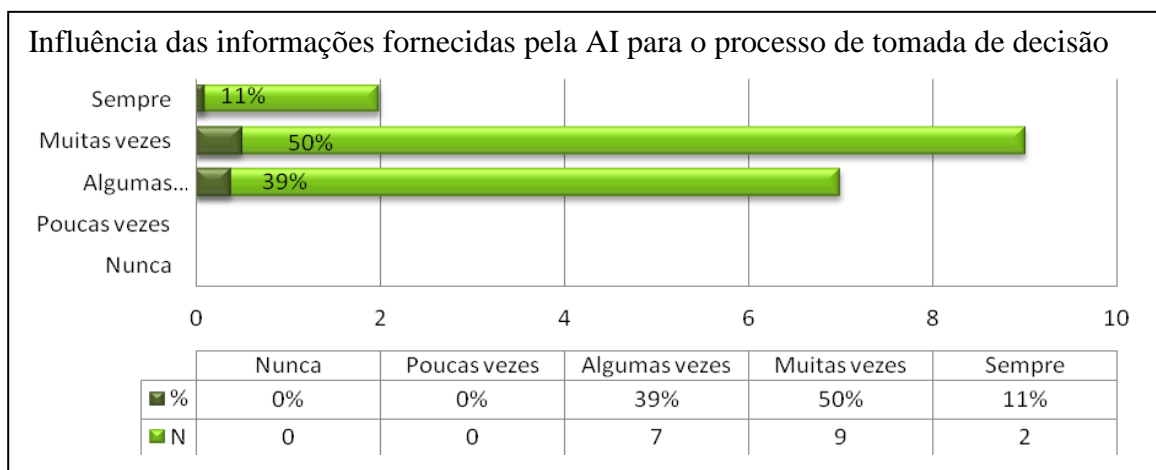 Influência das informações fornecidas pela AI para o processo de tomada de decisão
Sempre 11%
Muitas vezes 50%
Algumas... 39%
Poucas vezes
Nunca
0 2 4 6 8 10
Nunca Poucas vezes Algumas vezes Muitas vezes Sempre
% 0% 0% 39% 50% 11%
N 0 0 7 9 2